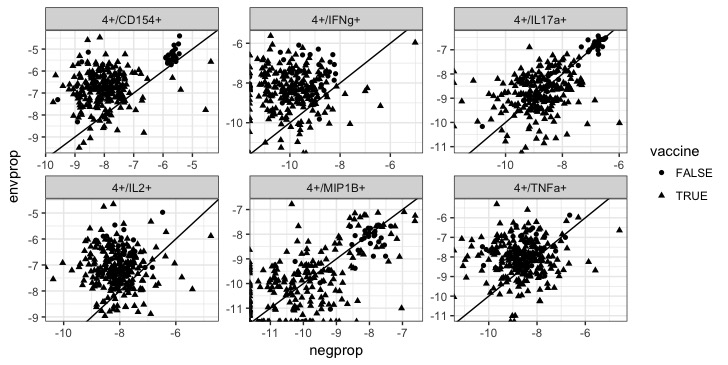 4+/CD154+ 4+/IFNg+ 4+/IL17a+
-5 -6 -7 -8 -9
-6 -8 -10
-7 -8 -9 -10 -11
-10 -9 -8 -7 -6 -5
-10 -8 -6
-10 -8 -6
4+/IL2+ 4+/MIP1B+ 4+/TNFa+
-5 -6 -7 -8 -9
-7 -8 -9 -10 -11
-6 -7 -8 -9 -10 -11
-10 -8 -6
-11 -10 -9 -8 -7
-10 -8 -6
envprop
negprop
vaccine
FALSE
TRUE